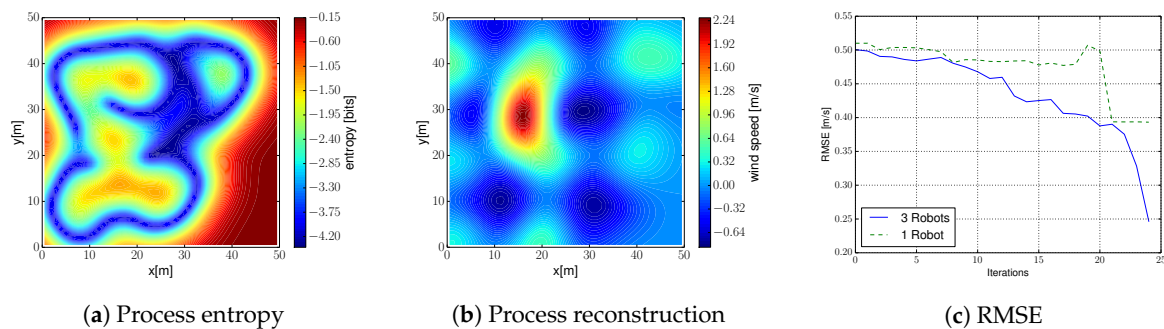 50
40
30
20
10
0
y[m]
0 10 20 30 40 50
x[m]
−0.15
−0.60
−1.05
−1.50
−1.95
−2.40
−2.85
−3.30
−3.75
−4.20
entropy [bits]
(a) Process entropy
50
40
30
20
10
0
y[m]
0 10 20 30 40 50
x[m]
2.24
1.92
1.60
1.28
0.96
0.64
0.32
0.00
−0.32
−0.64
wind speed [m/s]
(b) Process reconstruction
0.55
0.50
0.45
0.40
0.35
0.30
0.25
0.20
RMSE [m/s]
3 Robots
1 Robot
0 5 10 15 20 25
Iterations
(c) RMSE